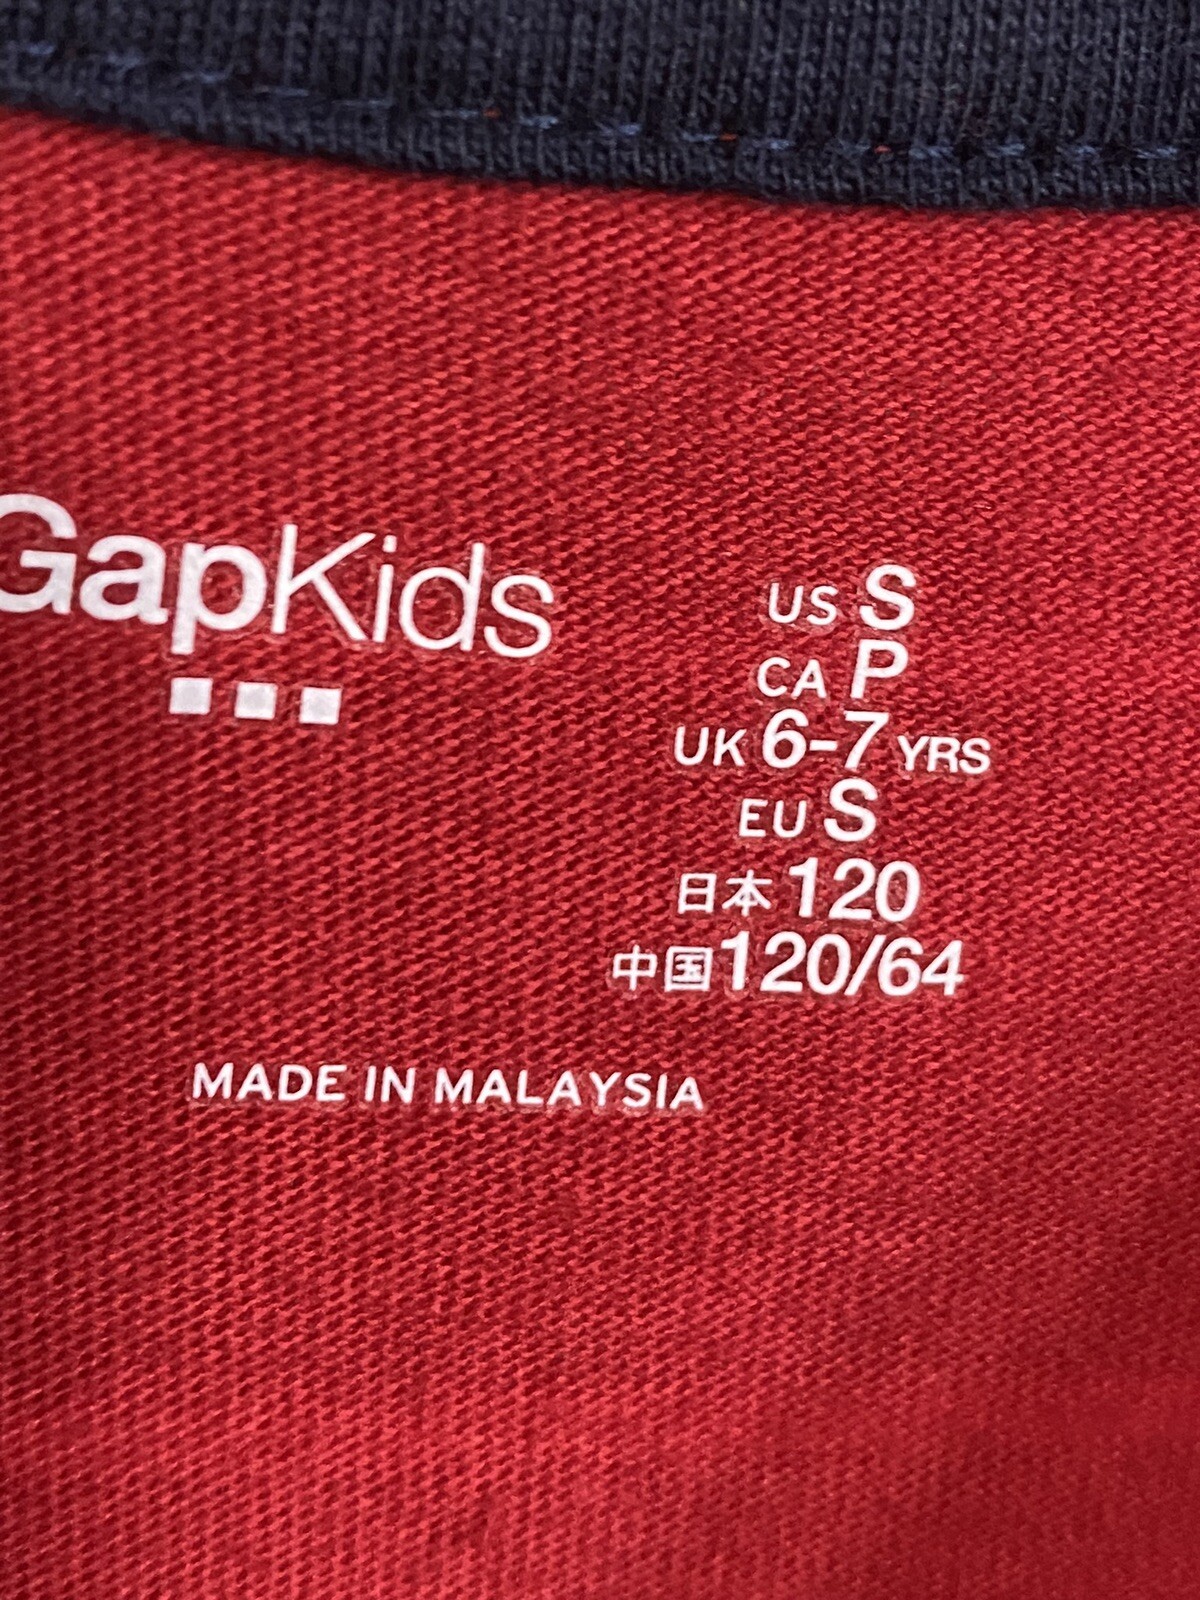 GapKids
US S
CA P
UK 6-7 YRS
EU S
日本 120
中国 120/64
MADE IN MALAYSIA